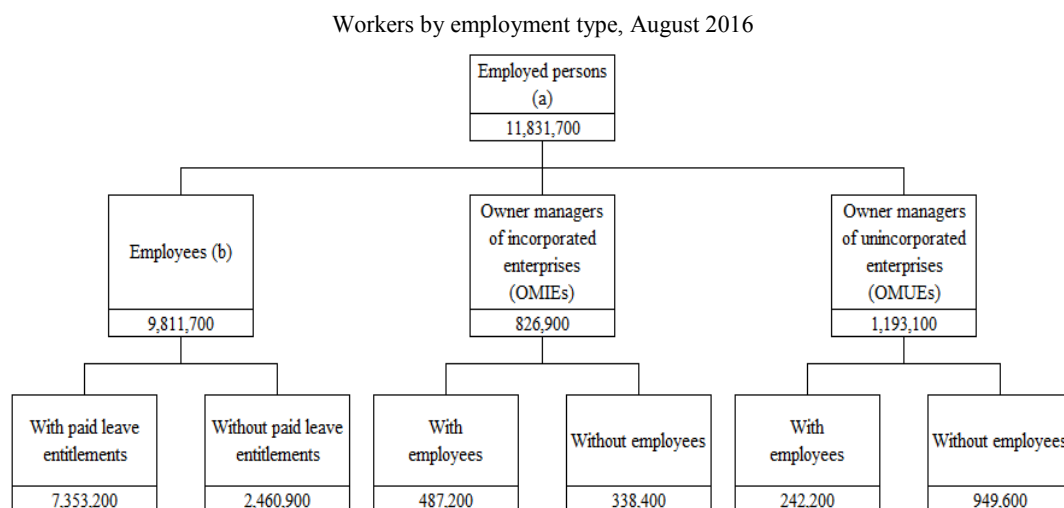 Workers by employment type, August 2016
Employed persons
(a)
11,831,700
Employees (b)
9,811,700
Owner managers
of incorporated
enterprises
(OMIEs)
826,900
Owner managers
of unincorporated
enterprises
(OMUEs)
1,193,100
With paid leave
entitlements
7,353,200
Without paid leave
entitlements
2,460,900
With
employees
487,200
Without employees
338,400
With
employees
242,200
Without employees
949,600